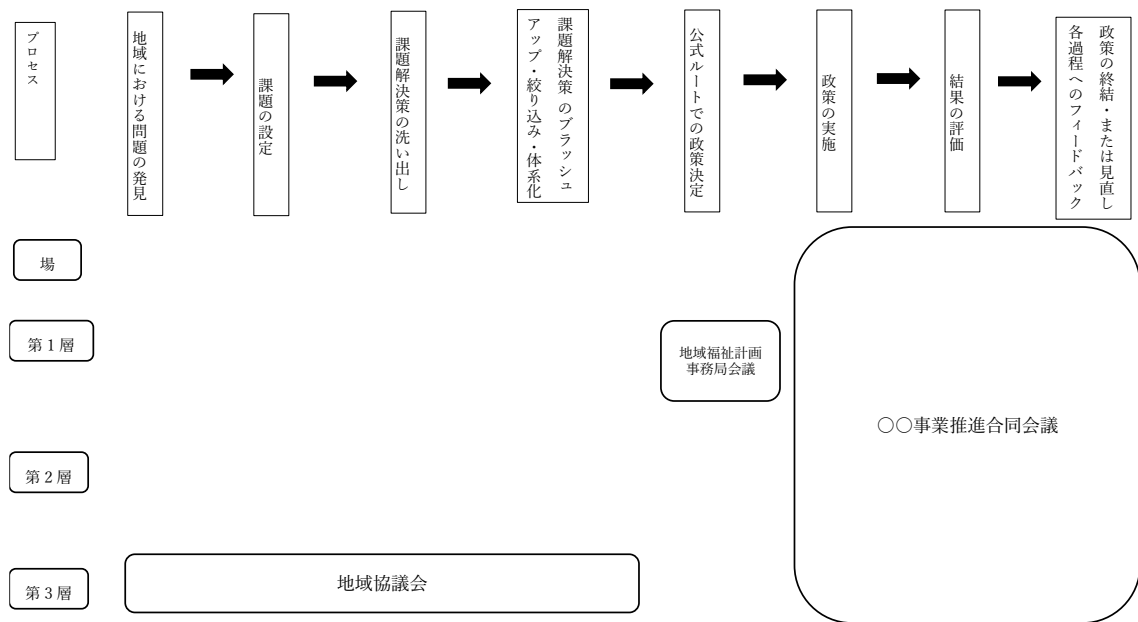 プロセス
地域における問題の発見
課題の設定
課題解決策の洗い出し
課題解決策 のブラッシュ
アップ・絞り込み・体系化
公式ルートでの政策決定
政策の実施
結果の評価
政策の終結・または見直し
各過程へのフィードバック
場
第1層
地域福祉計画
事務局会議
○○事業推進合同会議
第2層
第3層
地域協議会